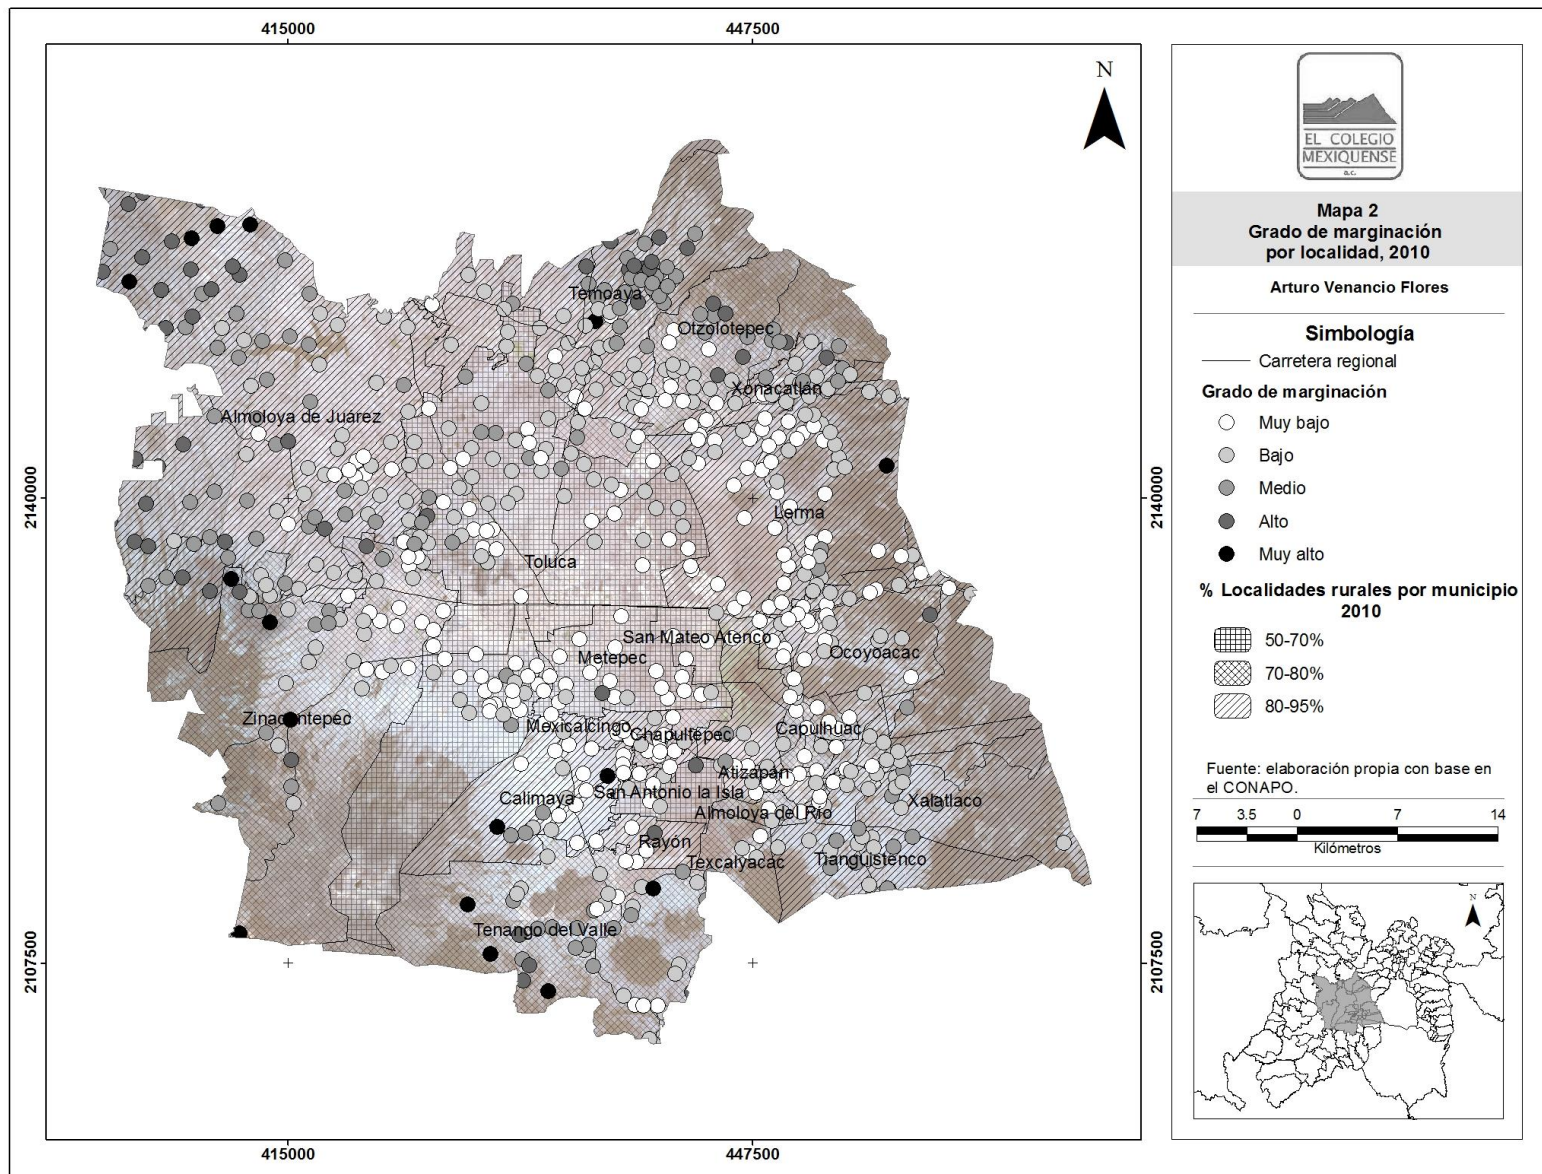 415000
447500
N
Temoaya
Otzolotepec
Xonacatlán
Almoloya de Juárez
2140000
2140000
Lerma
Toluca
San Mateo Atenco
Metepec
Ocoyoacac
Zinacantepec
Mexicalcingo
Chapultepec
Capulhuac
Atizapán
San Antonio la Isla
Calimaya
Xalatlaco
Almoloya del Río
Rayón
Texcalyacac
Tianguistenco
Tenango del Valle
2107500
2107500
415000
447500
EL COLEGIO
MEXIQUENSE
a.c.
Mapa 2
Grado de marginación
por localidad, 2010
Arturo Venancio Flores
Simbología
Carretera regional
Grado de marginación
Muy bajo
Bajo
Medio
Alto
Muy alto
% Localidades rurales por municipio
2010
50-70%
70-80%
80-95%
Fuente: elaboración propia con base en
el CONAPO.
7 3.5 0 7 14
Kilómetros
N